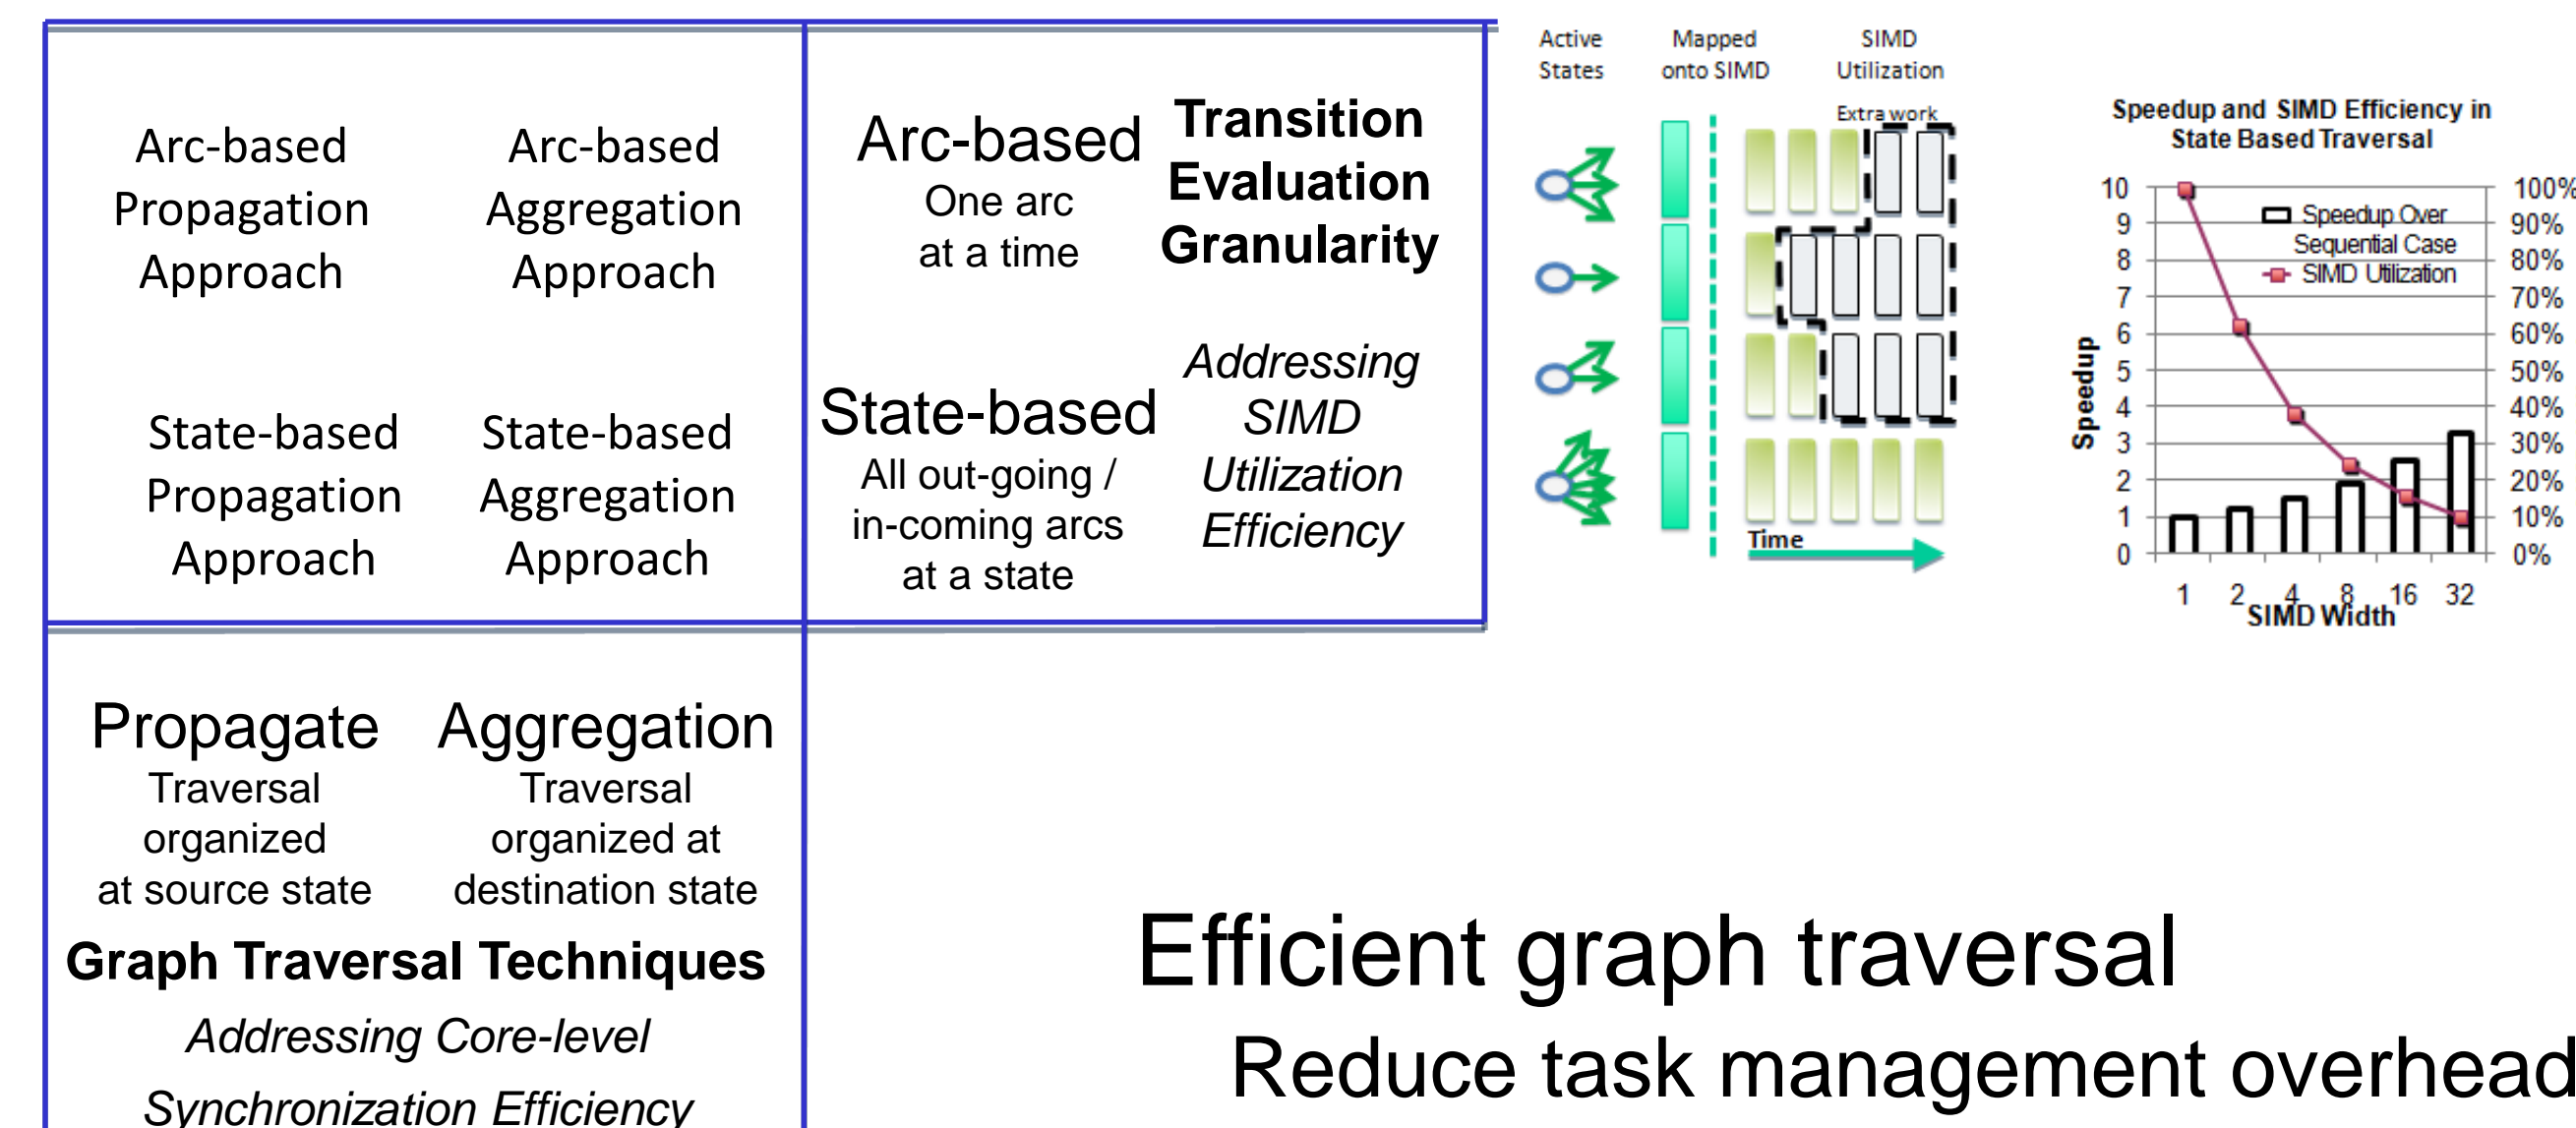 Arc-based
Propagation
Approach
Arc-based
Aggregation
Approach
State-based
Propagation
Approach
State-based
Aggregation
Approach
Arc-based
One arc
at a time
Transition
Evaluation
Granularity
State-based
All out-going /
in-coming arcs
at a state
Addressing
SIMD
Utilization
Efficiency
Propagate
Traversal
organized
at source state
Aggregation
Traversal
organized at
destination state
Graph Traversal Techniques
Addressing Core-level
Synchronization Efficiency
Active
States
Mapped
onto SIMD
SIMD
Utilization
Extra work
Time
Speedup and SIMD Efficiency in
State Based Traversal
Speedup Over
Sequential Case
SIMD Utilization
Speedup
10
9
8
7
6
5
4
3
2
1
0
100%
90%
80%
70%
60%
50%
40%
30%
20%
10%
0%
1 2 4 8 16 32
SIMD Width
Efficient graph traversal
Reduce task management overhead